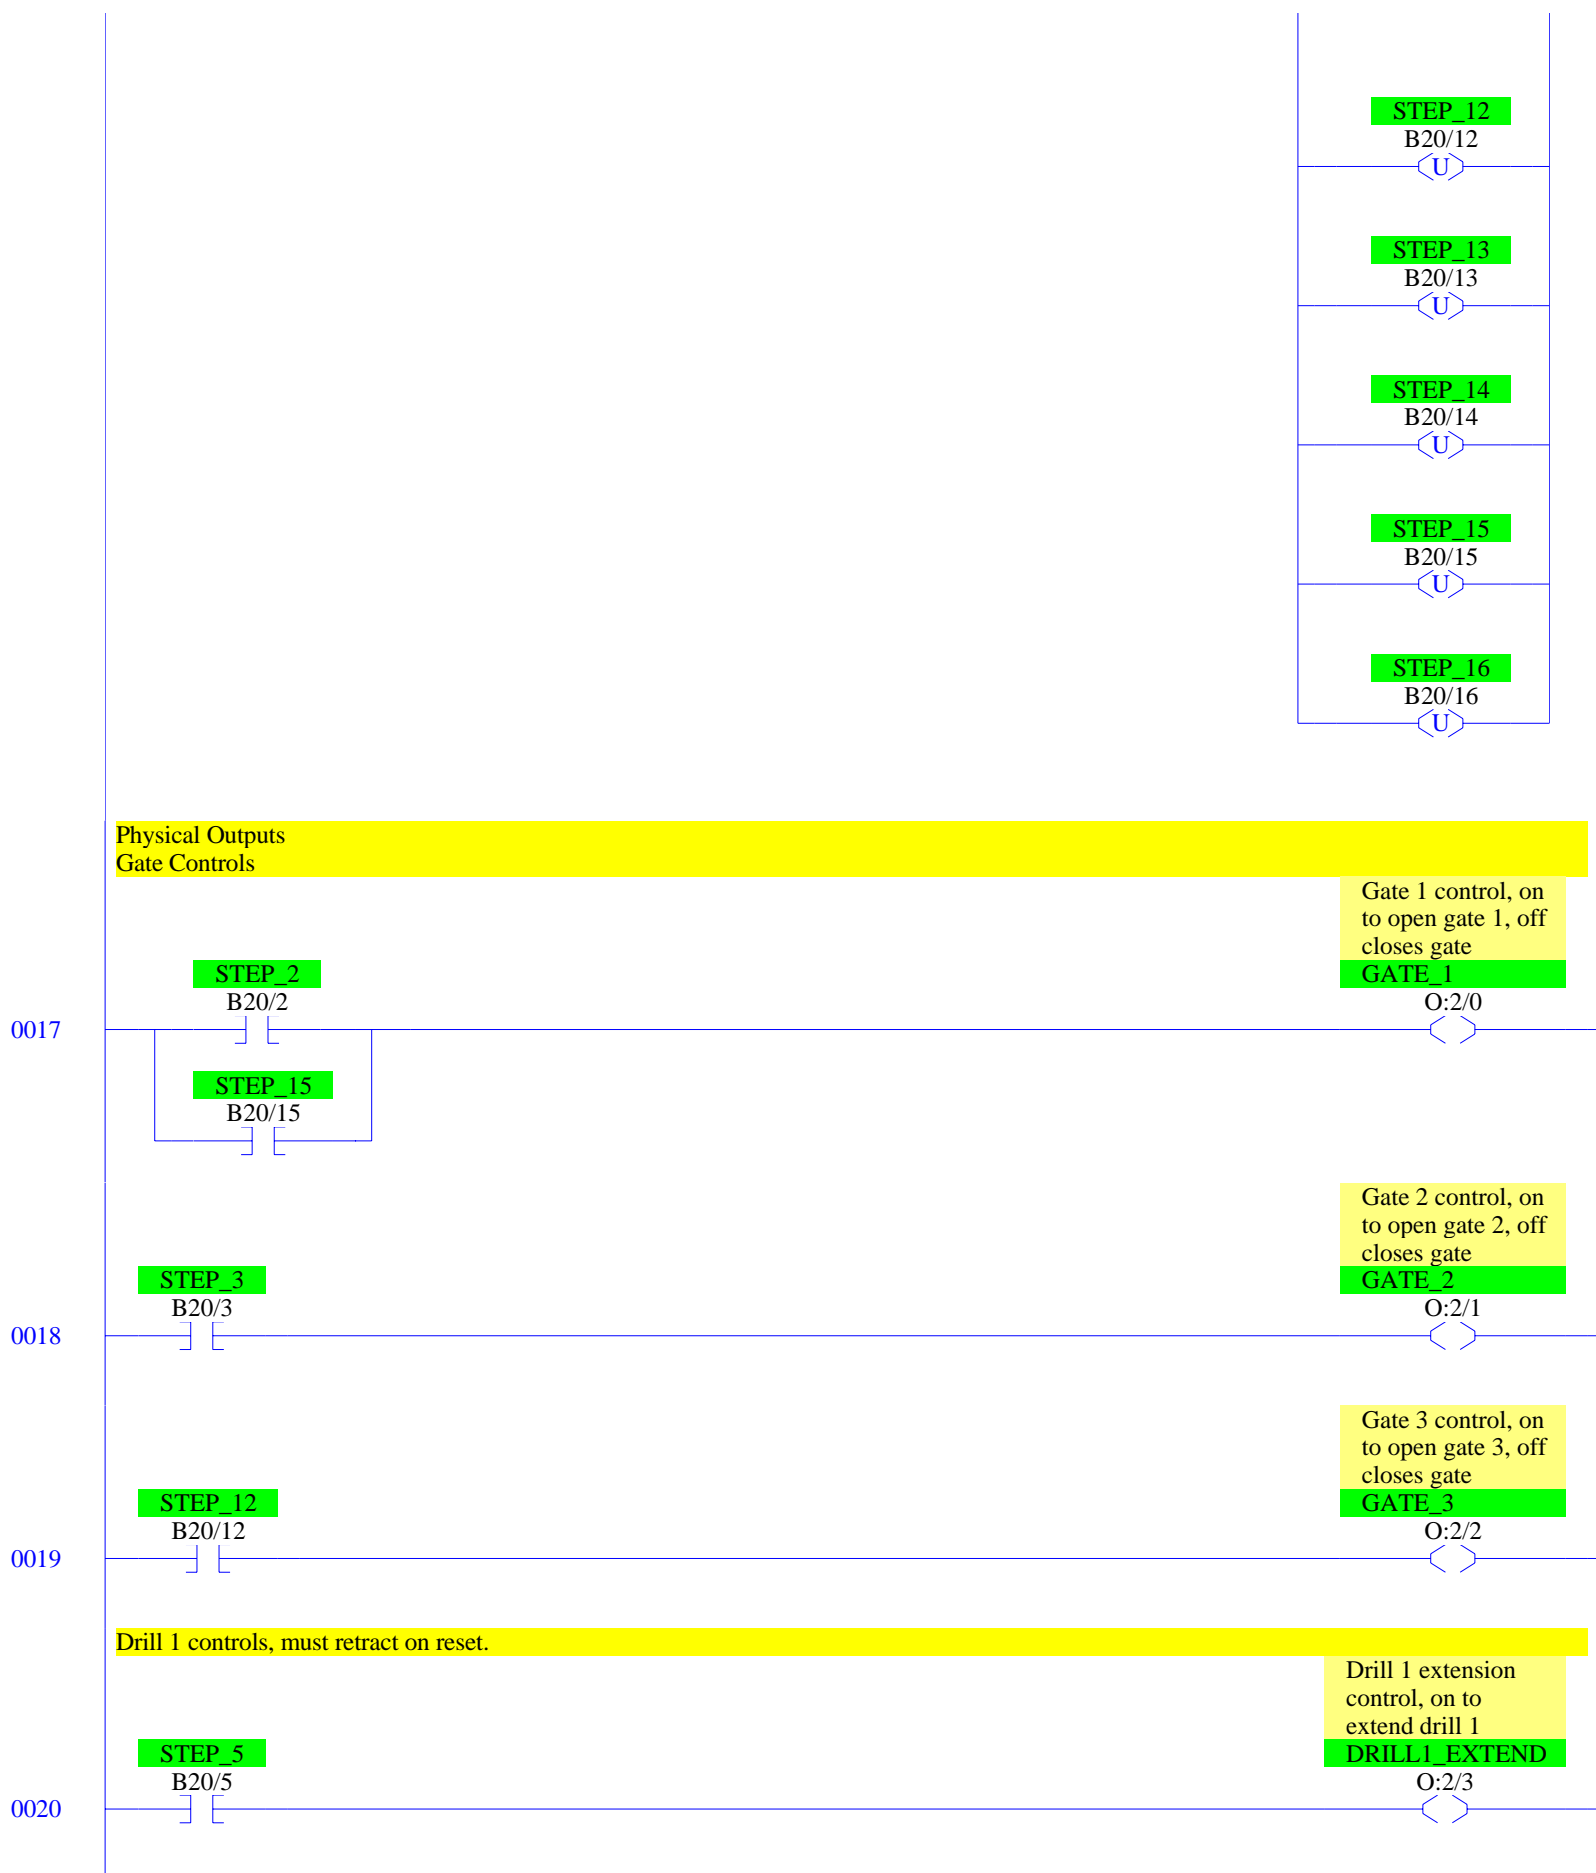 STEP_12
B20/12
U
STEP_13
B20/13
U
STEP_14
B20/14
U
STEP_15
B20/15
U
STEP_16
B20/16
U
Physical Outputs
Gate Controls
Gate 1 control, on
to open gate 1, off
closes gate
STEP_2
GATE_1
B20/2
O:2/0
0017
STEP_15
B20/15
Gate 2 control, on
to open gate 2, off
closes gate
STEP_3
GATE_2
B20/3
O:2/1
0018
Gate 3 control, on
to open gate 3, off
closes gate
STEP_12
GATE_3
B20/12
O:2/2
0019
Drill 1 controls, must retract on reset.
Drill 1 extension
control, on to
extend drill 1
STEP_5
DRILL1_EXTEND
B20/5
O:2/3
0020